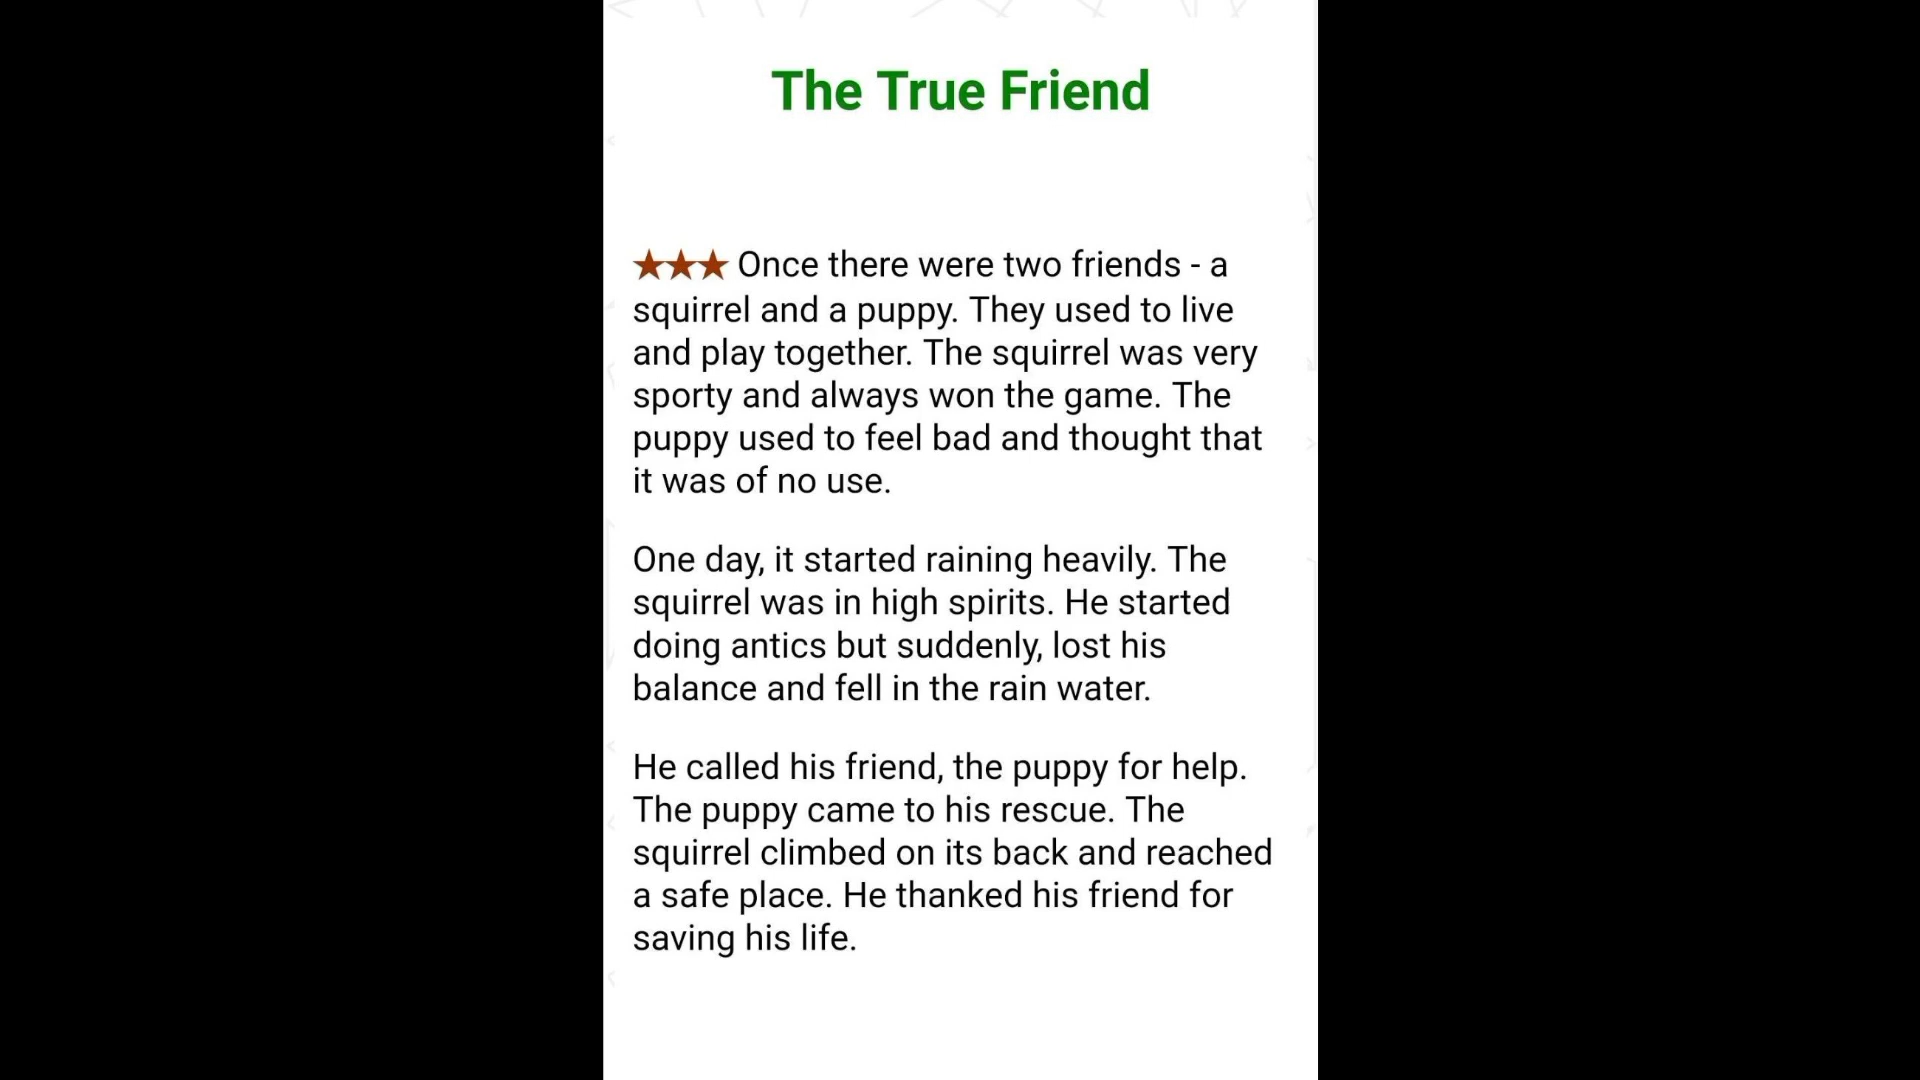 The True Friend
★★★ Once there were two friends - a
squirrel and a puppy. They used to live
and play together. The squirrel was very
sporty and always won the game. The
puppy used to feel bad and thought that
it was of no use.
One day, it started raining heavily. The
squirrel was in high spirits. He started
doing antics but suddenly, lost his
balance and fell in the rain water.
He called his friend, the puppy for help.
The puppy came to his rescue. The
squirrel climbed on its back and reached
a safe place. He thanked his friend for
saving his life.